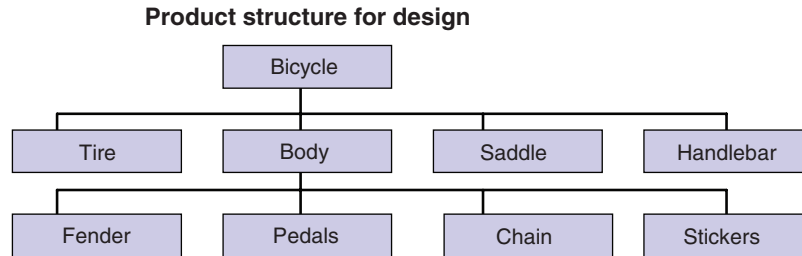 Product structure for design
Bicycle
Tire
Body
Saddle
Handlebar
Fender
Pedals
Chain
Stickers